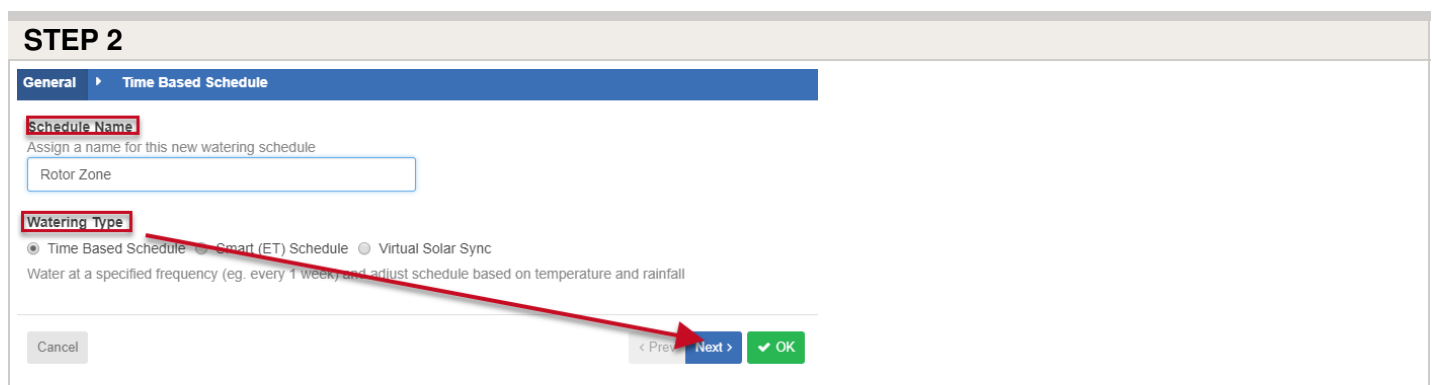 STEP 2
General Time Based Schedule
Schedule Name
Assign a name for this new watering schedule
Rotor Zone
Watering Type
Time Based Schedule Smart (ET) Schedule Virtual Solar Sync
Water at a specified frequency (eg. every 1 week) and adjust schedule based on temperature and rainfall
Cancel < Prev Next > ✔ OK